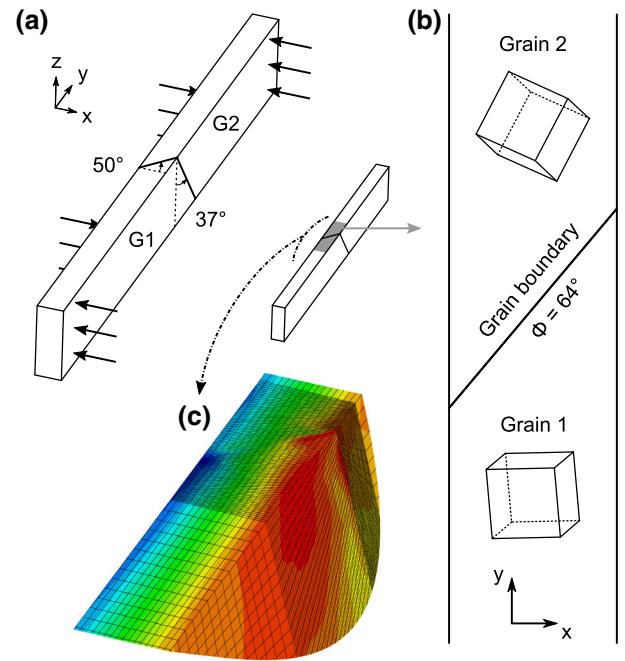 (a)
z
y
x
G2
50°
37°
G1
(c)
(b)
Grain 2
Grain boundary
Φ = 64°
Grain 1
y
x